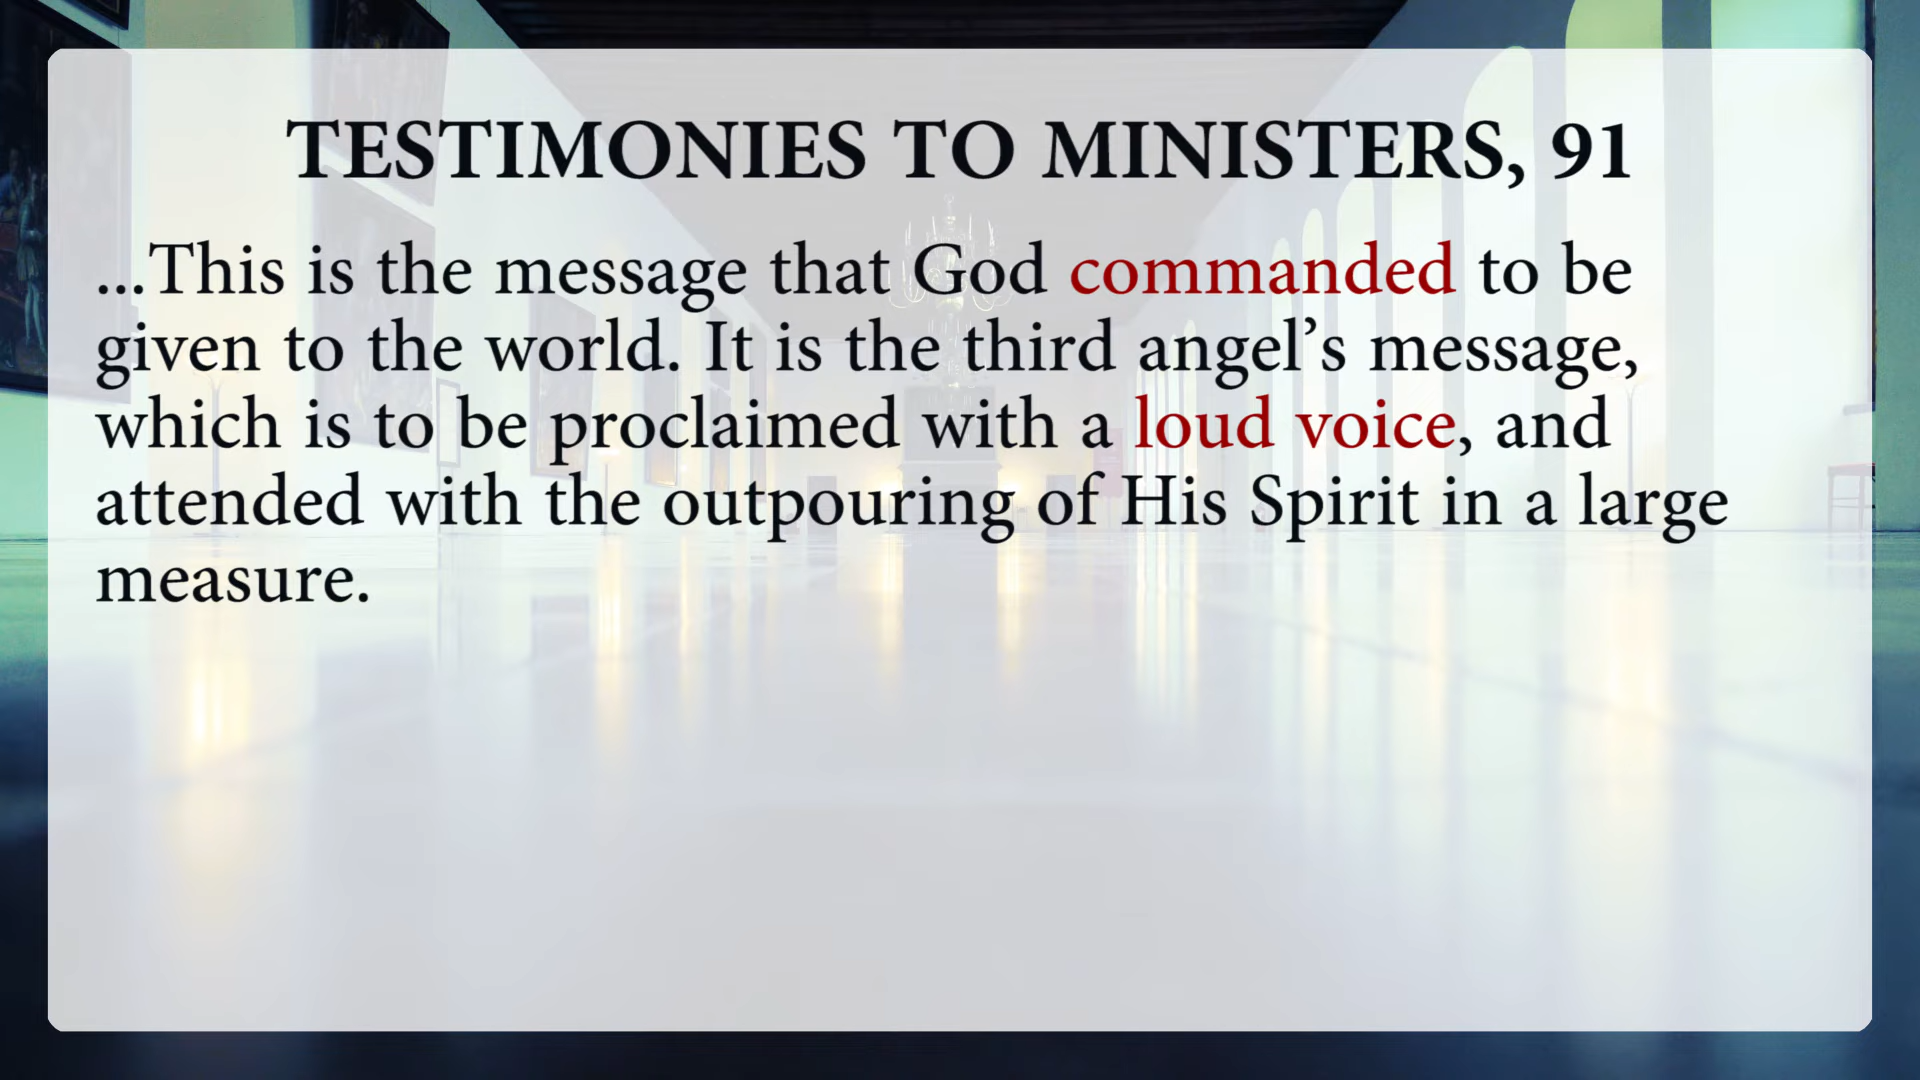 TESTIMONIES TO MINISTERS, 91
...This is the message that God commanded to be
given to the world. It is the third angel’s message,
which is to be proclaimed with a loud voice, and
attended with the outpouring of His Spirit in a large
measure.